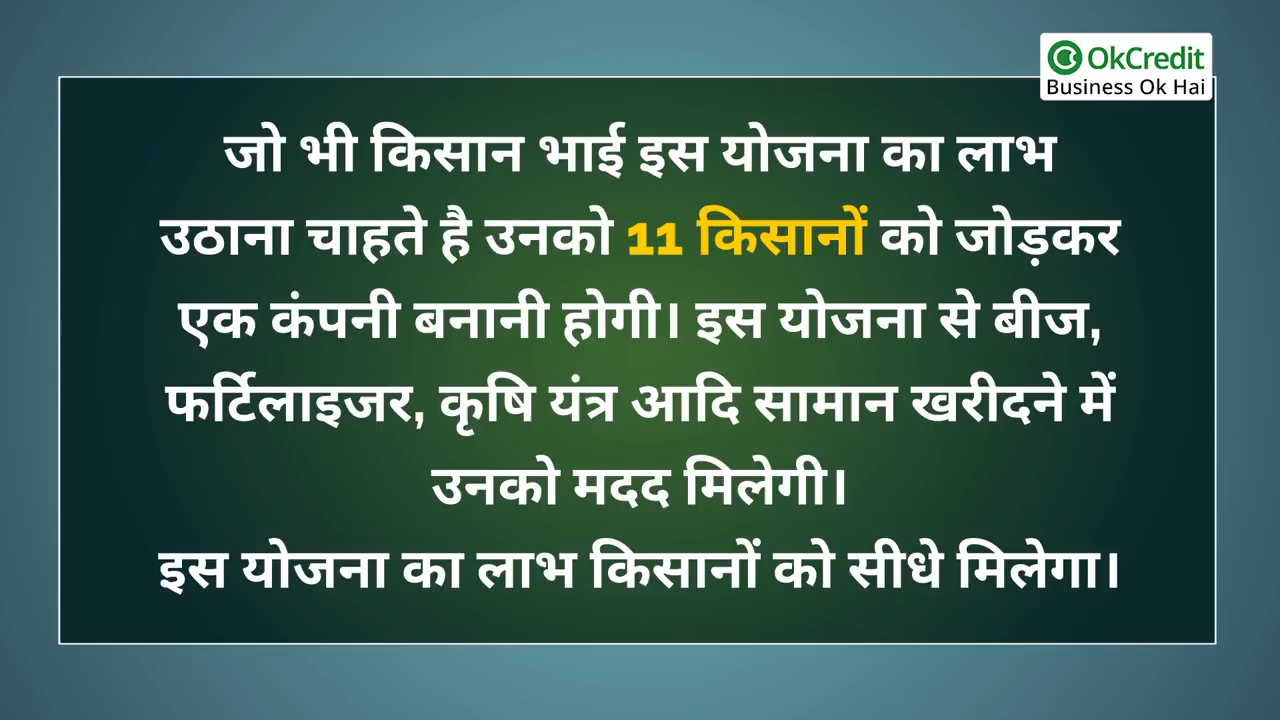 OkCredit
Business Ok Hai
जो भी किसान भाई इस योजना का लाभ
उठाना चाहते है उनको 11 किसानों को जोड़कर
एक कंपनी बनानी होगी। इस योजना से बीज,
फर्टिलाइजर, कृषि यंत्र आदि सामान खरीदने में
उनको मदद मिलेगी।
इस योजना का लाभ किसानों को सीधे मिलेगा।